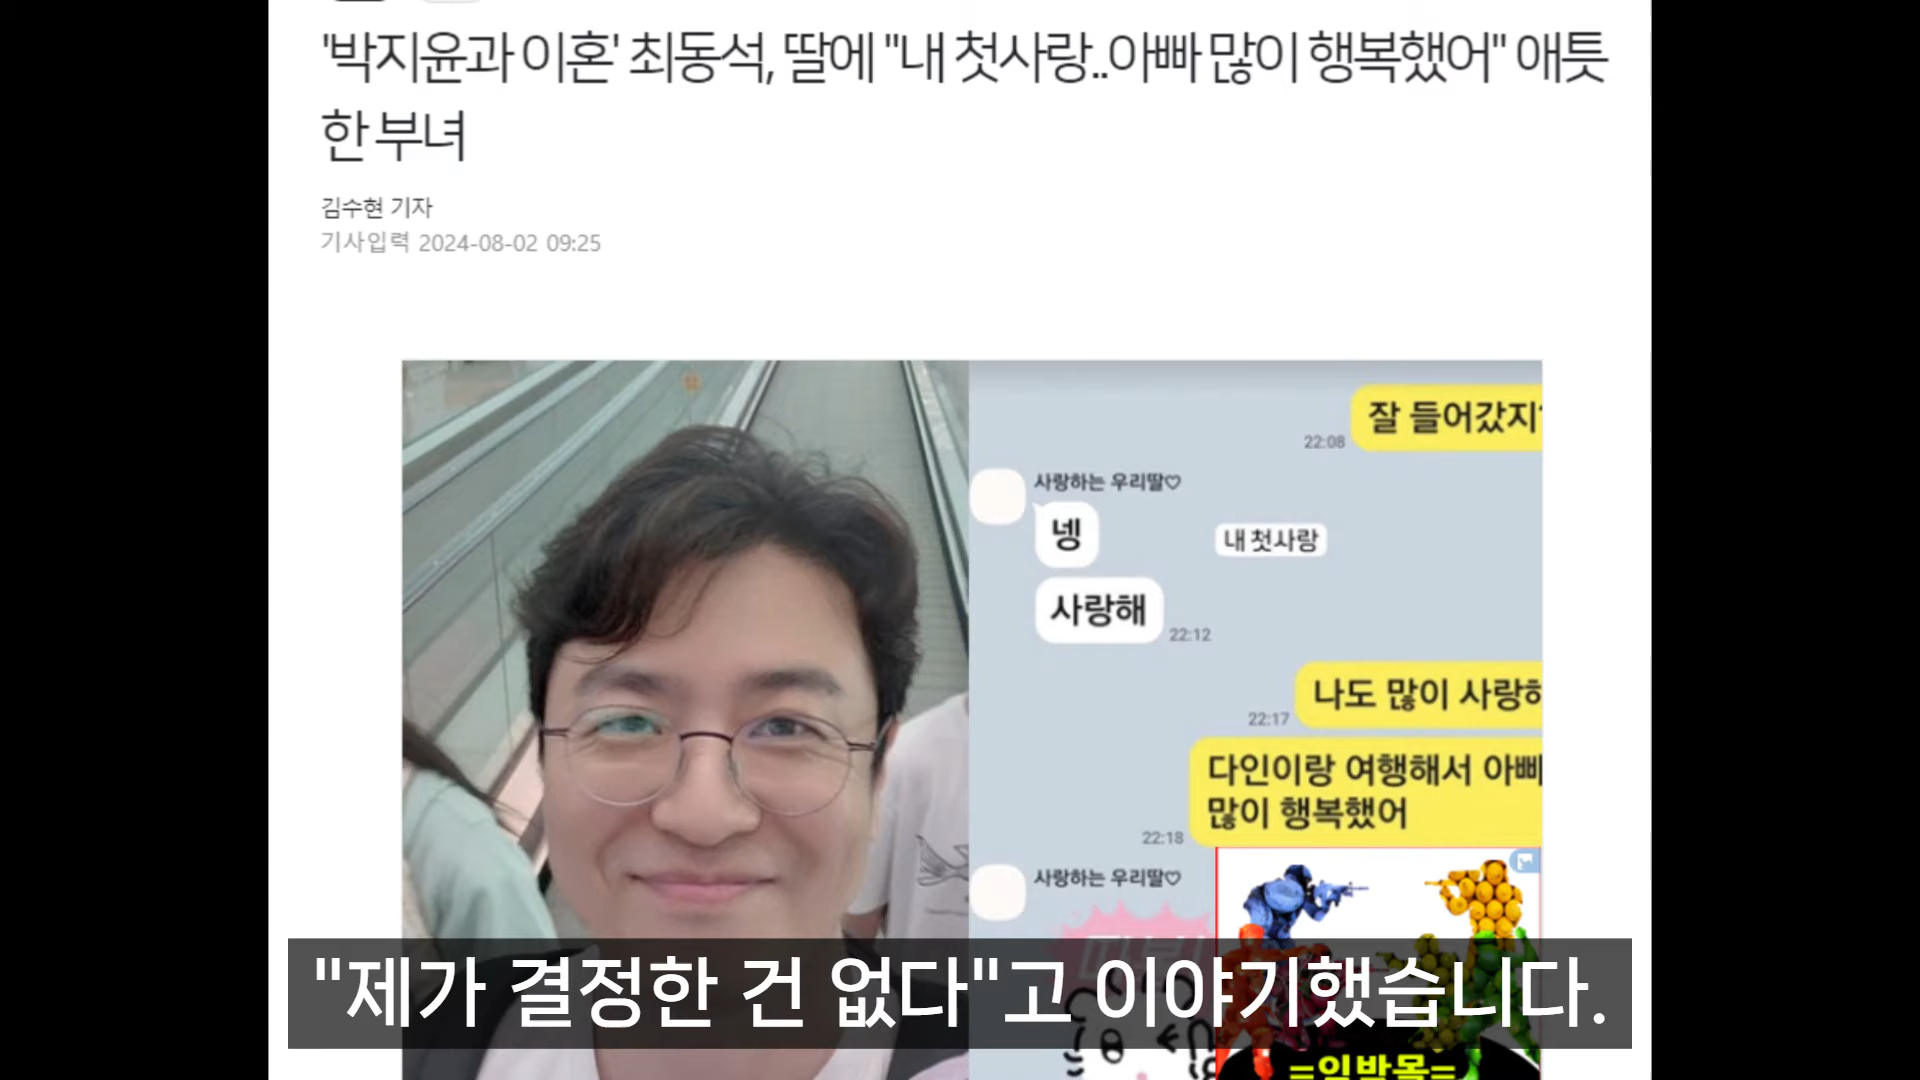 '박지윤과 이혼' 최동석, 딸에 "내 첫사랑..아빠 많이 행복했어" 애틋
한 부녀
김수현 기자
기사입력 2024-08-02 09:25
잘 들어갔지?
22:08
사랑하는 우리딸♡
넹
내 첫사랑
사랑해
22:12
나도 많이 사랑해
22:17
다인이랑 여행해서 아빠
많이 행복했어
22:18
사랑하는 우리딸♡
"제가 결정한 건 없다"고 이야기했습니다.